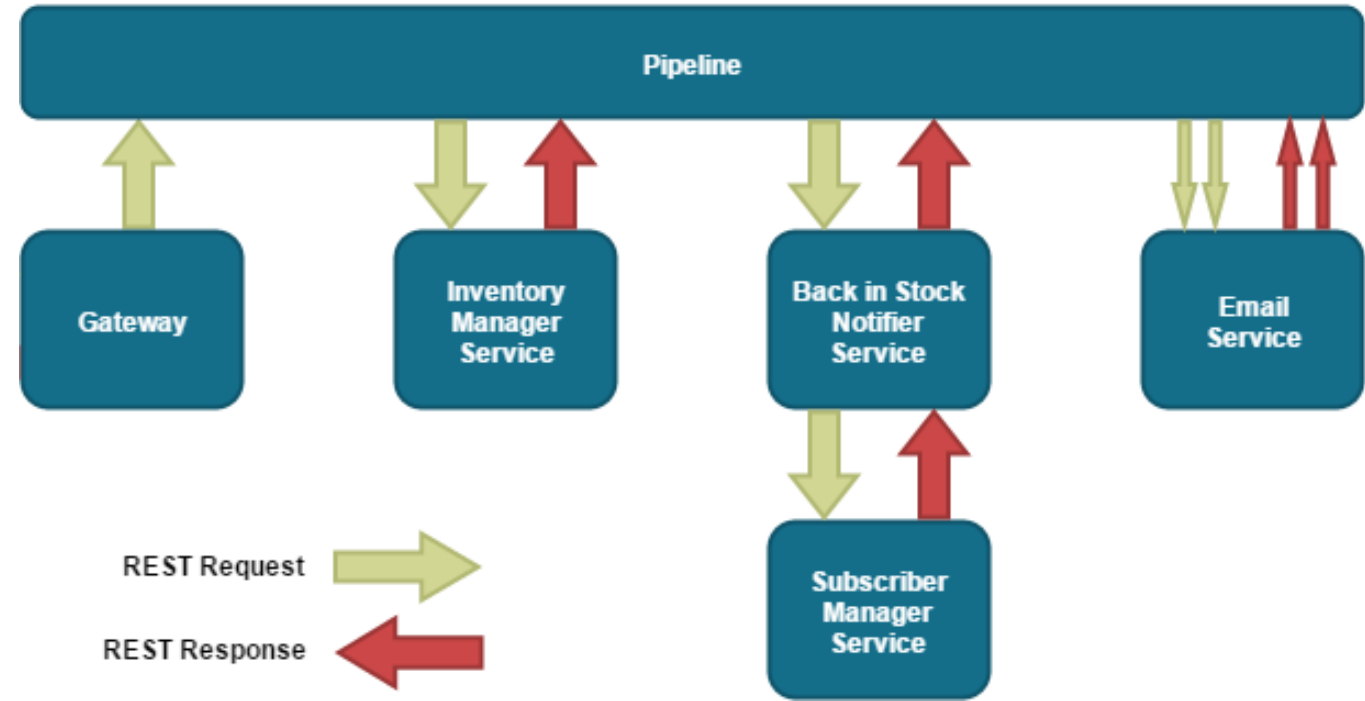 Pipeline
Gateway
Inventory
Manager
Service
Back in Stock
Notifier
Service
Email
Service
REST Request
REST Response
Subscriber
Manager
Service